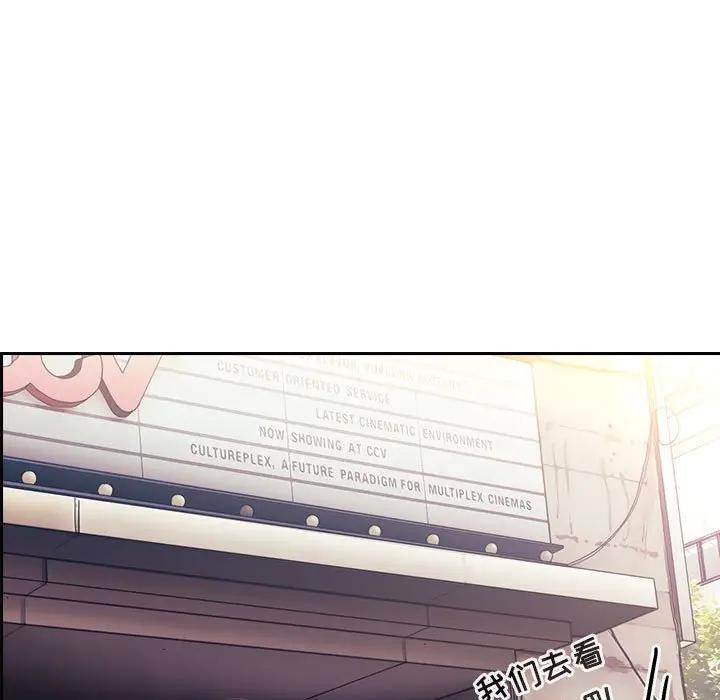 CUSTOMER ORIENTED SERVICE
LATEST CINEMATIC ENVIRONMENT
NOW SHOWING AT CCV
CULTUREPLEX, A FUTURE PARADIGM FOR MULTIPLEX CINEMAS
我们去看